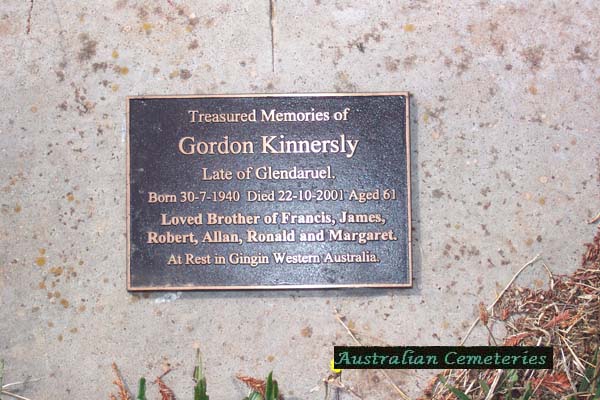 Treasured Memories of
Gordon Kinnersly
Late of Glendaruel.
Born 30-7-1940 Died 22-10-2001 Aged 61
Loved Brother of Francis, James,
Robert, Allan, Ronald and Margaret.
At Rest in Gingin Western Australia.
Australian Cemeteries